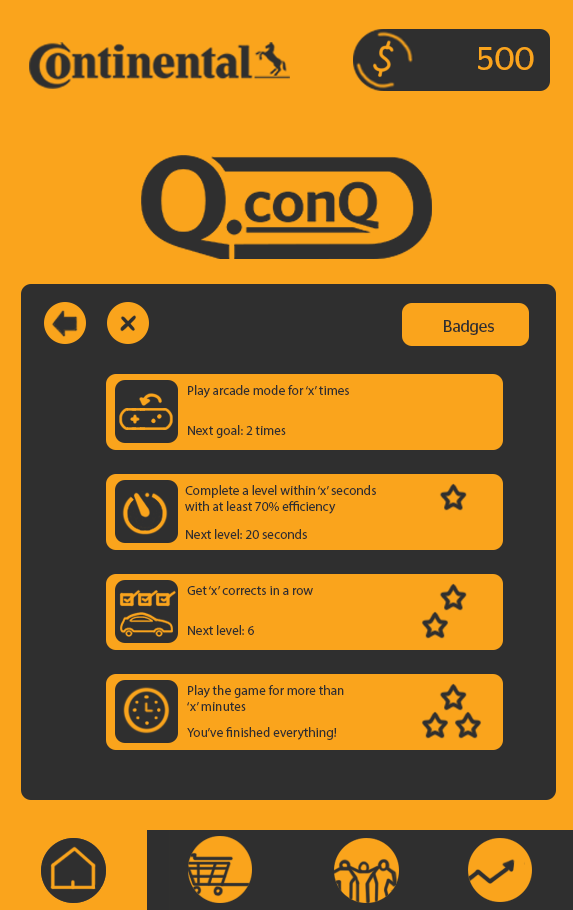 Continental
$ 500
Q.conQ
Badges
Play arcade mode for ‘x’ times
Next goal: 2 times
Complete a level within ‘x’ seconds
with at least 70% efficiency
Next level: 20 seconds
Get ‘x’ corrects in a row
Next level: 6
Play the game for more than
‘x’ minutes
You’ve finished everything!